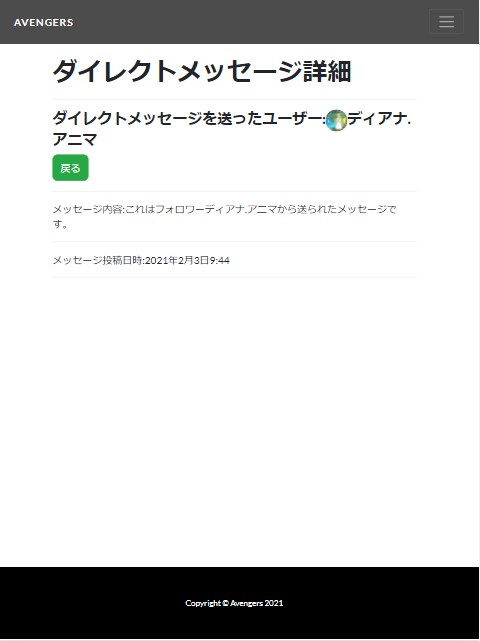 AVENGERS
ダイレクトメッセージ詳細
ダイレクトメッセージを送ったユーザー:ディアナ.
アニマ
戻る
メッセージ内容:これはフォロワーディアナ.アニマから送られたメッセージで
す。
メッセージ投稿日時:2021年2月3日9:44
Copyright © Avengers 2021